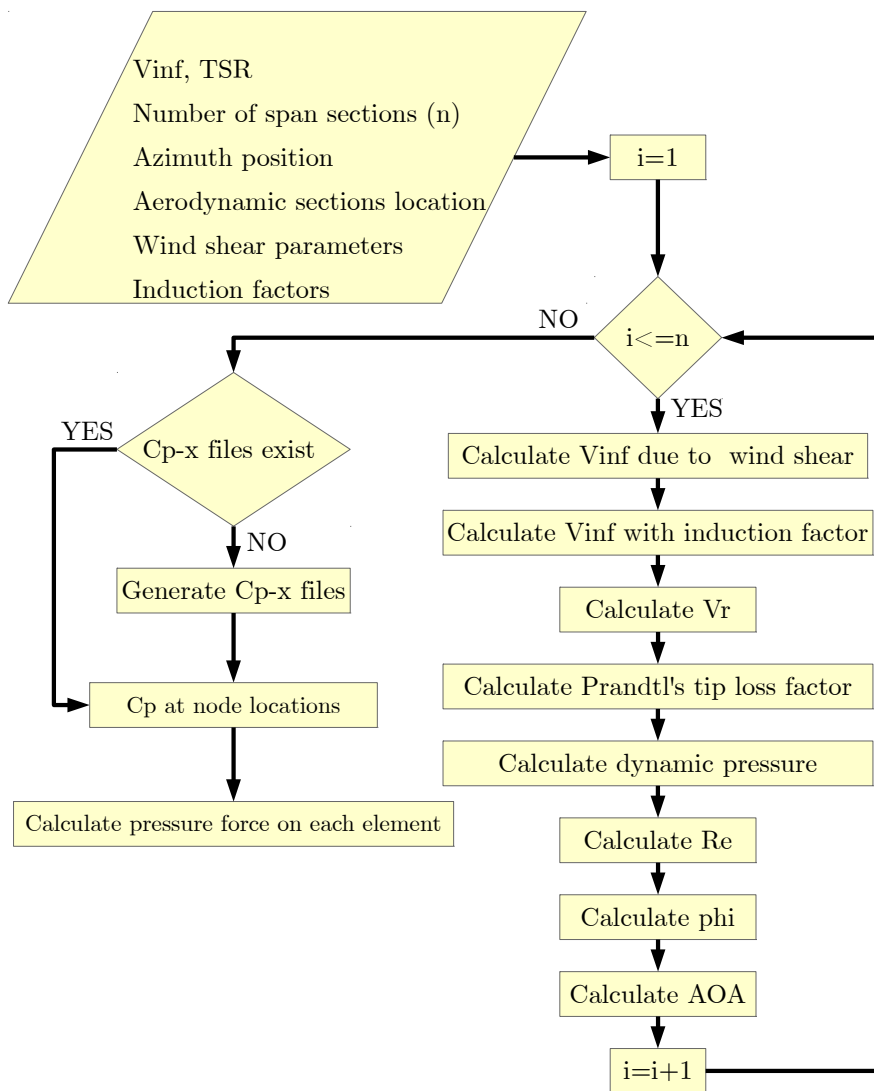 Vinf, TSR
Number of span sections (n)
Azimuth position
Aerodynamic sections location
Wind shear parameters
Induction factors
i=1
i<=n
NO
YES
Cp-x files exist
YES
NO
Generate Cp-x files
Cp at node locations
Calculate pressure force on each element
Calculate Vinf due to  wind shear
Calculate Vinf with induction factor
Calculate Vr
Calculate Prandtl's tip loss factor
Calculate dynamic pressure
Calculate Re
Calculate phi
Calculate AOA
i=i+1